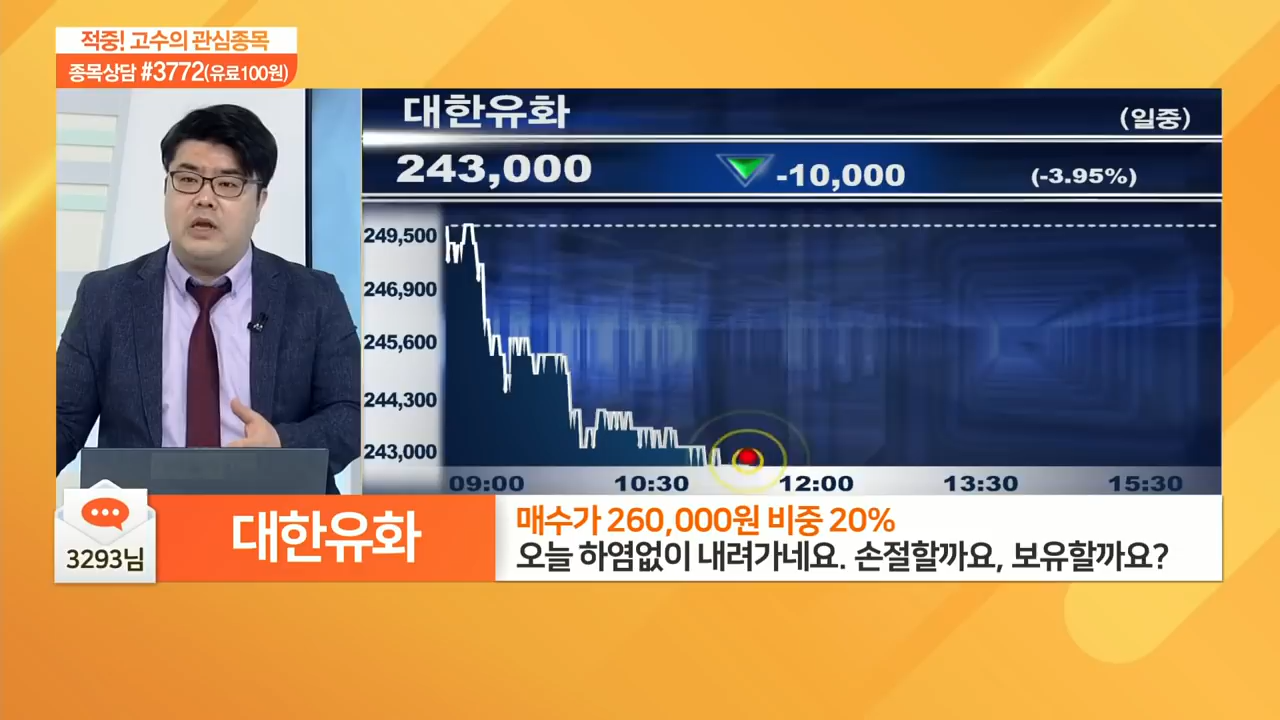 적중! 고수의 관심종목
종목상담 #3772(유료100원)
대한유화
(일중)
243,000
-10,000
(-3.95%)
249,500
246,900
245,600
244,300
243,000
09:00 10:30 12:00 13:30 15:30
3293님
대한유화
매수가 260,000원 비중 20%
오늘 하염없이 내려가네요. 손절할까요, 보유할까요?